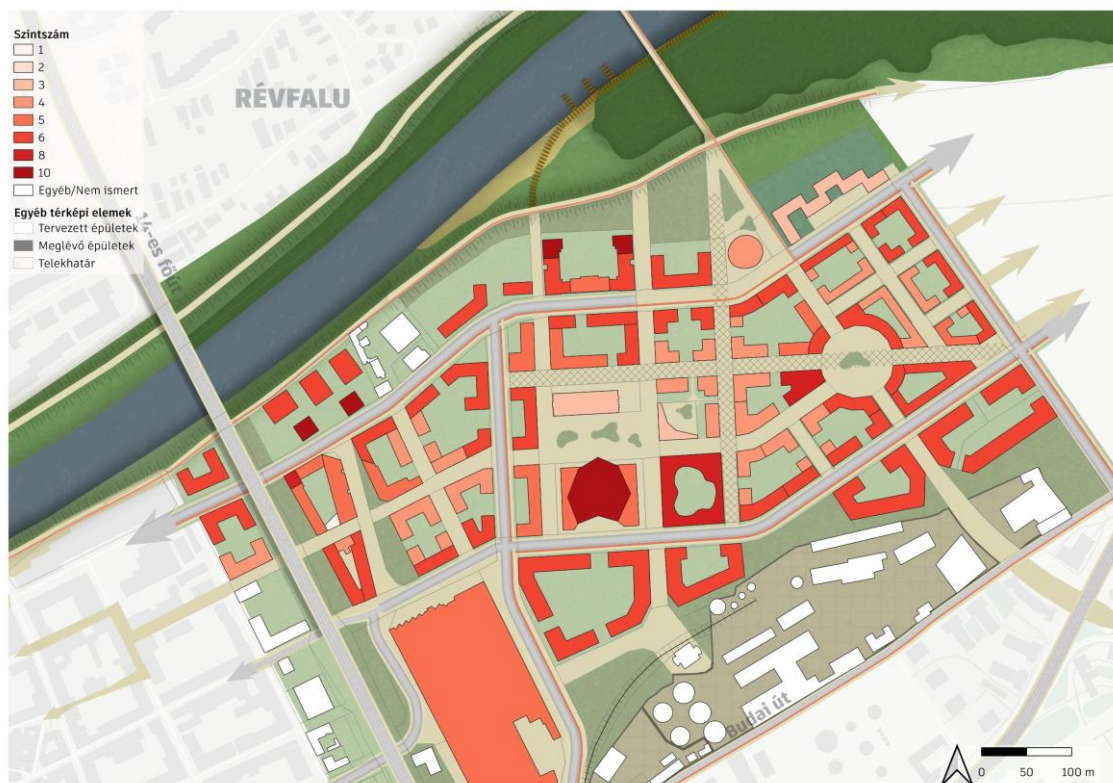 Szintszám
1
2
3
4
5
6
8
10
Egyéb/Nem ismert
Egyéb térképi elemek
Tervezett épületek
Meglévő épületek
Telekhatár
RÉVFALU
14-es főút
Budai út
0 50 100 m